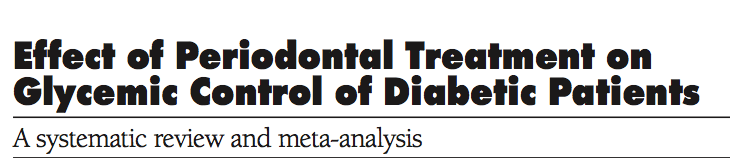 Effect of Periodontal Treatment on
Glycemic Control of Diabetic Patients
A systematic review and meta-analysis